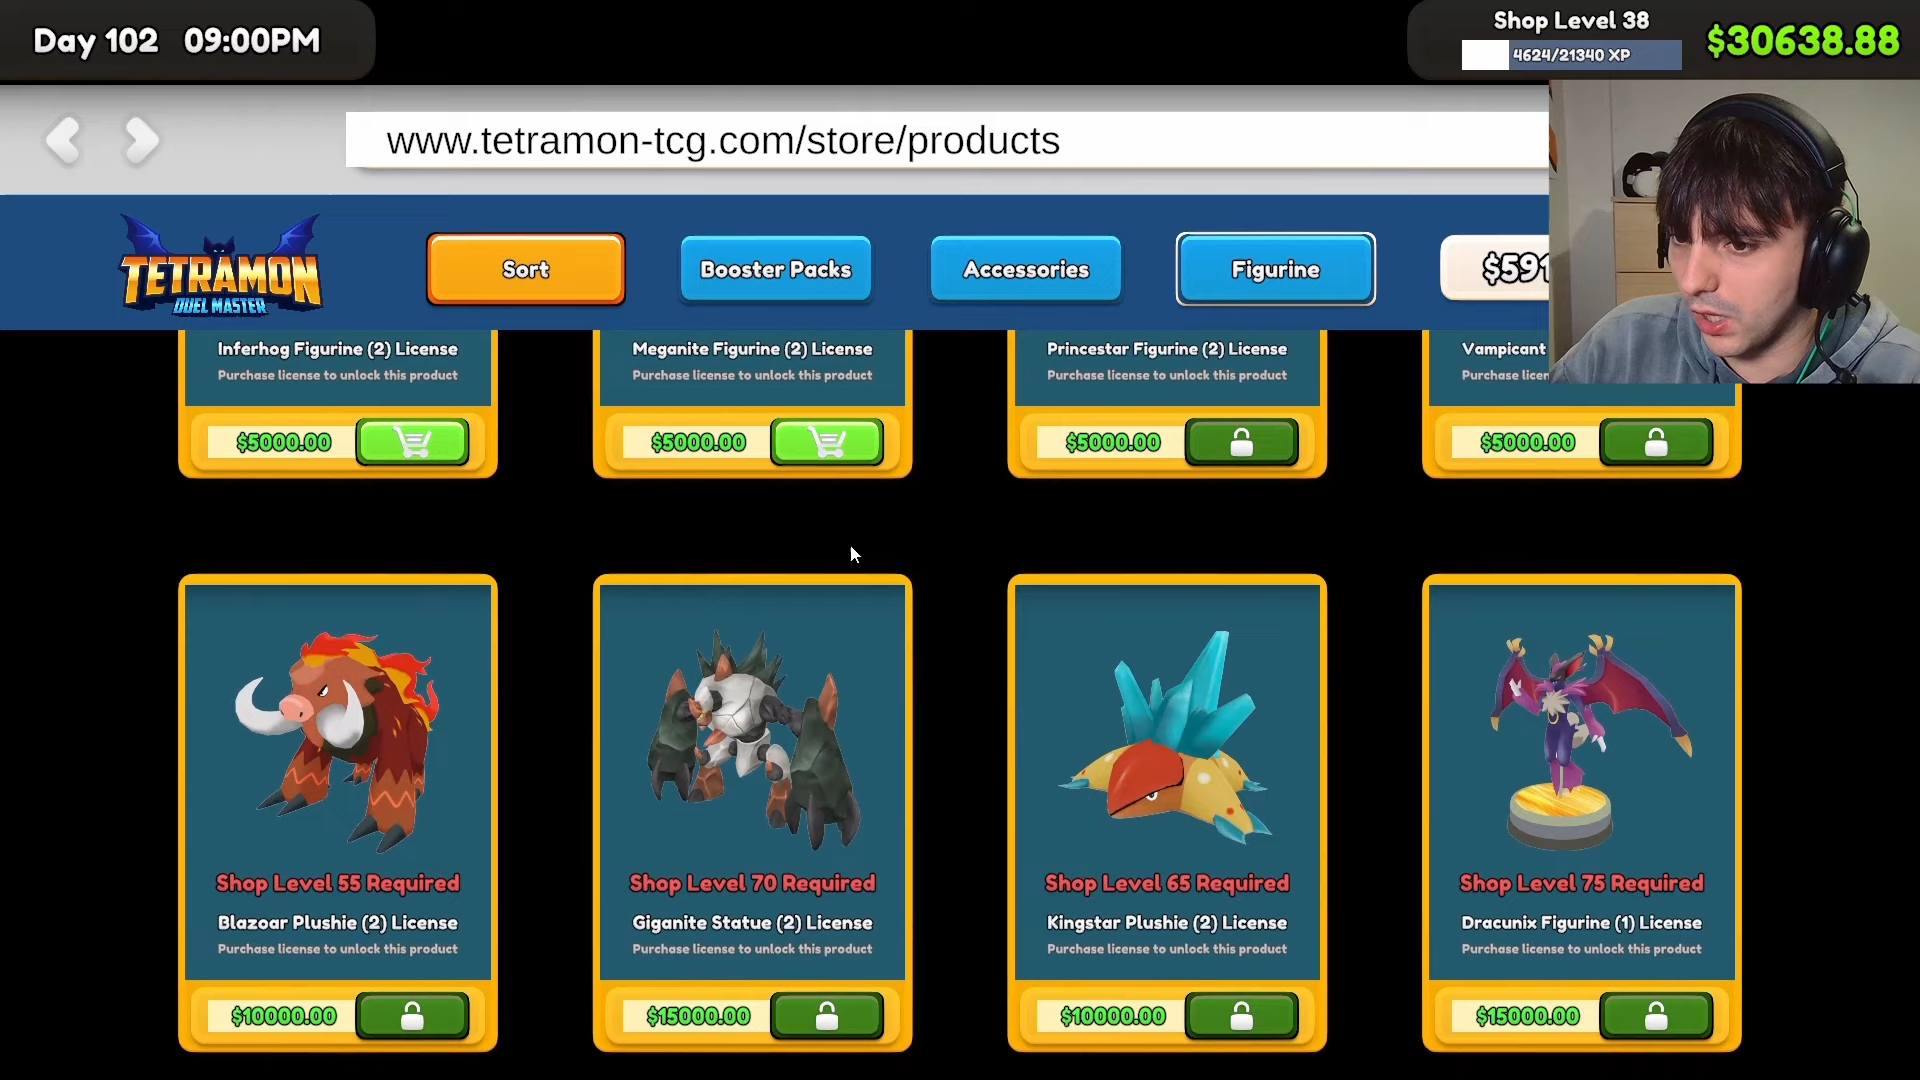 Day 102 09:00PM
Shop Level 38
4624/21340 XP
$30638.88
www.tetramon-tcg.com/store/products
TETRAMON
DUEL MASTER
Sort
Booster Packs
Accessories
Figurine
$591
Inferhog Figurine (2) License
Purchase license to unlock this product
$5000.00
Meganite Figurine (2) License
Purchase license to unlock this product
$5000.00
Princestar Figurine (2) License
Purchase license to unlock this product
$5000.00
Vampicant
Purchase
$5000.00
Shop Level 55 Required
Blazoar Plushie (2) License
Purchase license to unlock this product
$10000.00
Shop Level 70 Required
Giganite Statue (2) License
Purchase license to unlock this product
$15000.00
Shop Level 65 Required
Kingstar Plushie (2) License
Purchase license to unlock this product
$10000.00
Shop Level 75 Required
Dracunix Figurine (1) License
Purchase license to unlock this product
$15000.00